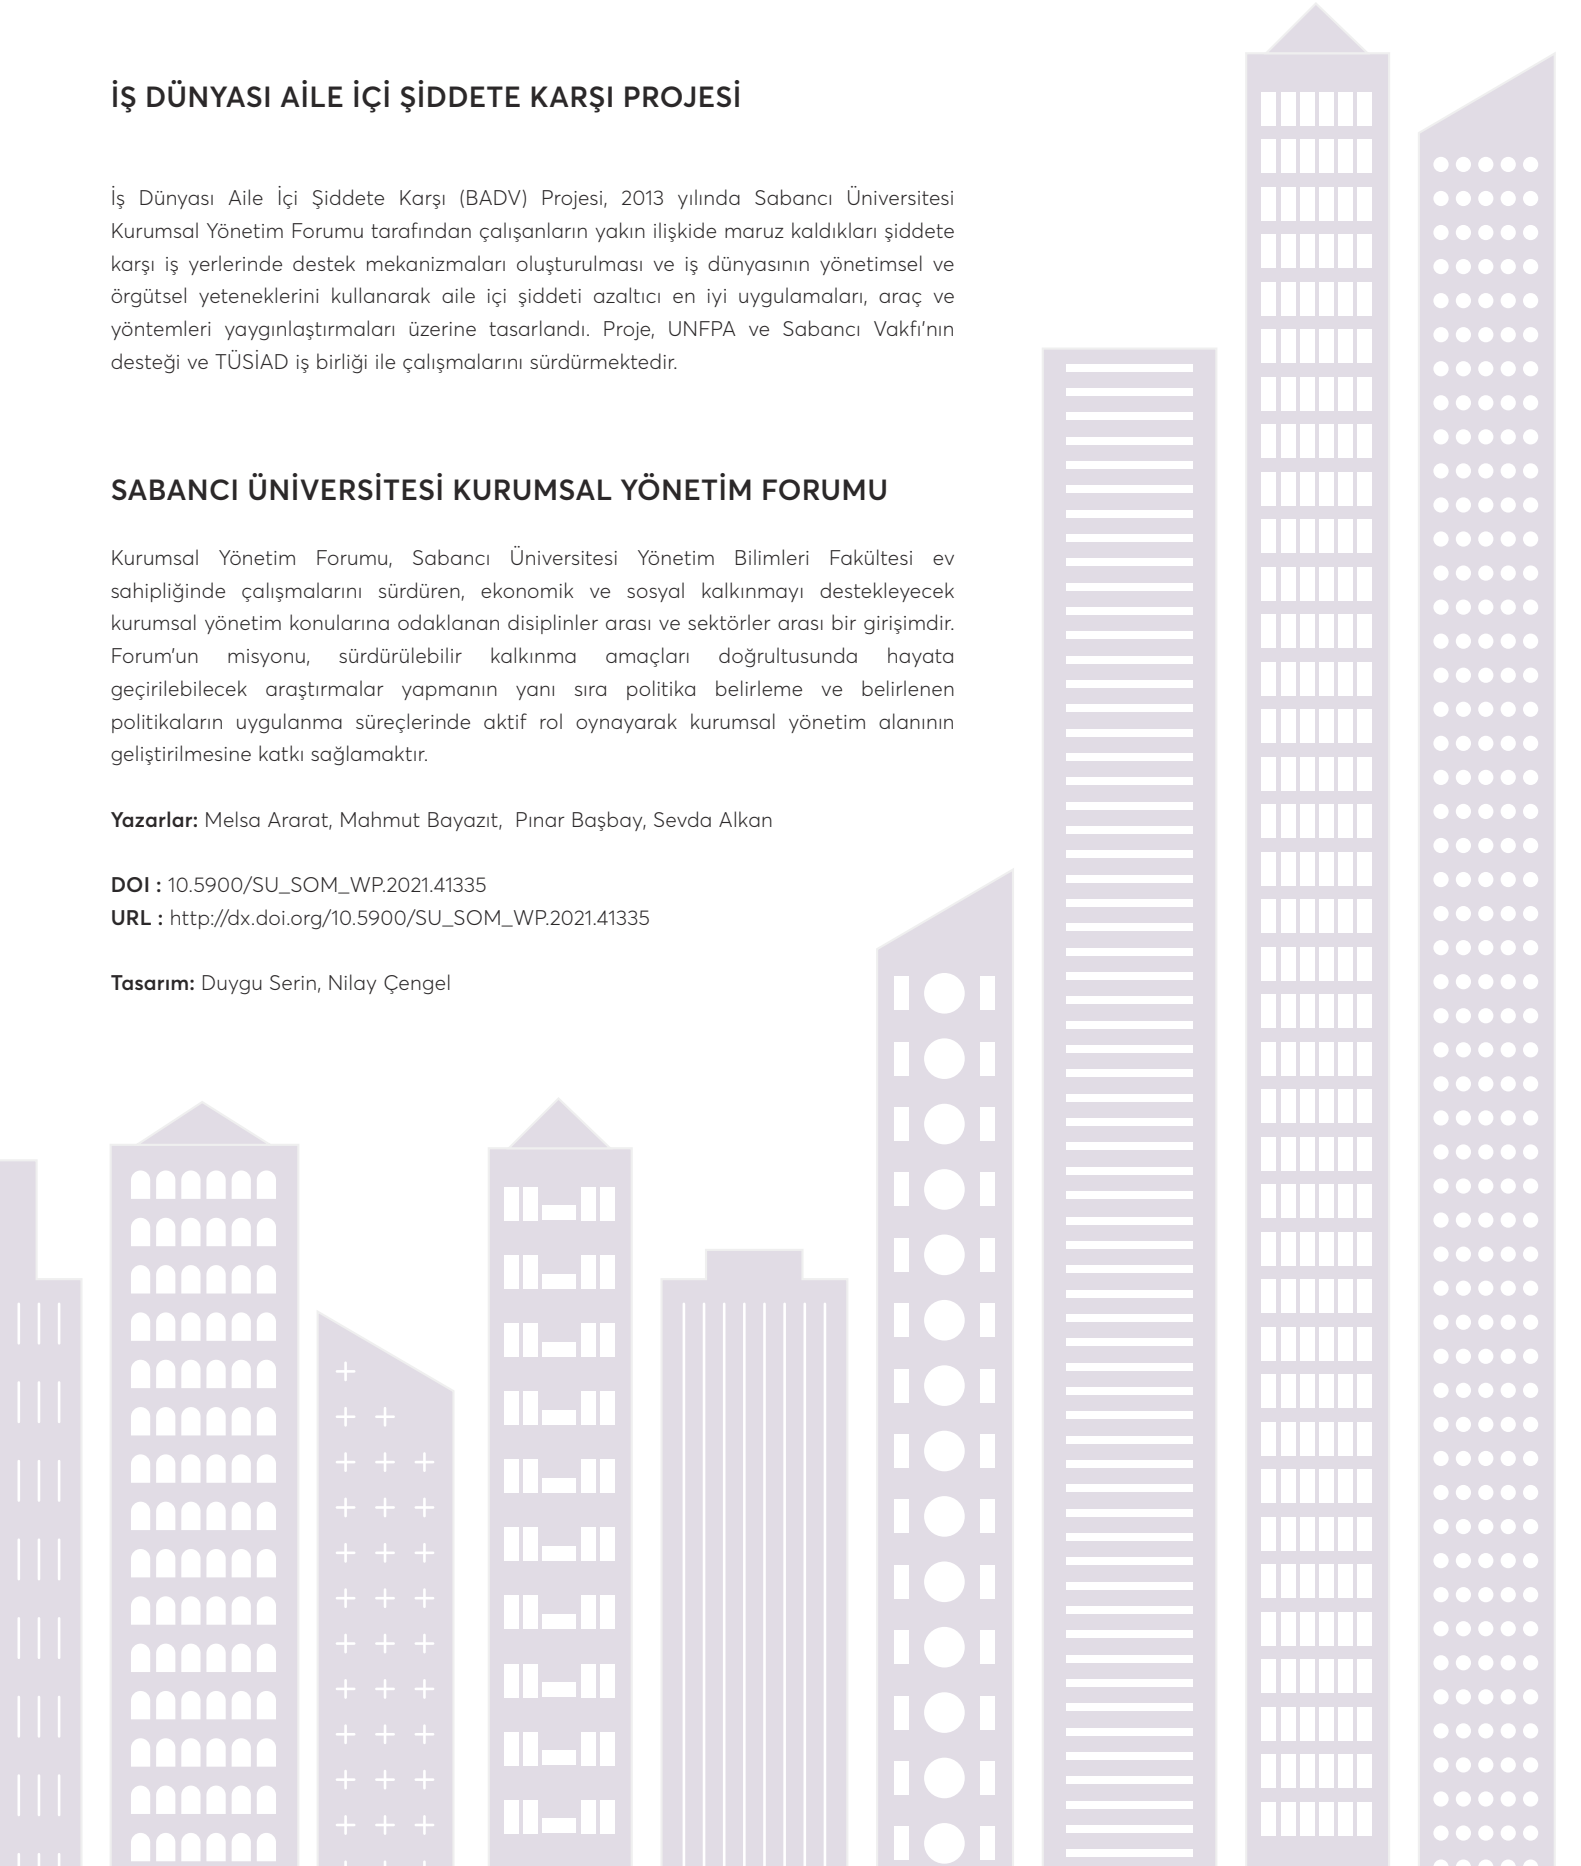 İŞ DÜNYASI AİLE İÇİ ŞİDDETE KARŞI PROJESİ
İş Dünyası Aile İçi Şiddete Karşı (BADV) Projesi, 2013 yılında Sabancı Üniversitesi
Kurumsal Yönetim Forumu tarafından çalışanların yakın ilişkide maruz kaldıkları şiddete
karşı iş yerlerinde destek mekanizmaları oluşturulması ve iş dünyasının yönetimsel ve
örgütsel yeteneklerini kullanarak aile içi şiddeti azaltıcı en iyi uygulamaları, araç ve
yöntemleri yaygınlaştırmaları üzerine tasarlandı. Proje, UNFPA ve Sabancı Vakfı'nın
desteği ve TÜSİAD iş birliği ile çalışmalarını sürdürmektedir.
SABANCI ÜNİVERSİTESİ KURUMSAL YÖNETİM FORUMU
Kurumsal Yönetim Forumu, Sabancı Üniversitesi Yönetim Bilimleri Fakültesi ev
sahipliğinde çalışmalarını sürdüren, ekonomik ve sosyal kalkınmayı destekleyecek
kurumsal yönetim konularına odaklanan disiplinler arası ve sektörler arası bir girişimdir.
Forum'un misyonu, sürdürülebilir kalkınma amaçları doğrultusunda hayata
geçirilebilecek araştırmalar yapmanın yanı sıra politika belirleme ve belirlenen
politikaların uygulanma süreçlerinde aktif rol oynayarak kurumsal yönetim alanının
geliştirilmesine katkı sağlamaktır.
Yazarlar: Melsa Ararat, Mahmut Bayazıt, Pınar Başbay, Sevda Alkan
DOI : 10.5900/SU_SOM_WP.2021.41335
URL : http://dx.doi.org/10.5900/SU_SOM_WP.2021.41335
Tasarım: Duygu Serin, Nilay Çengel